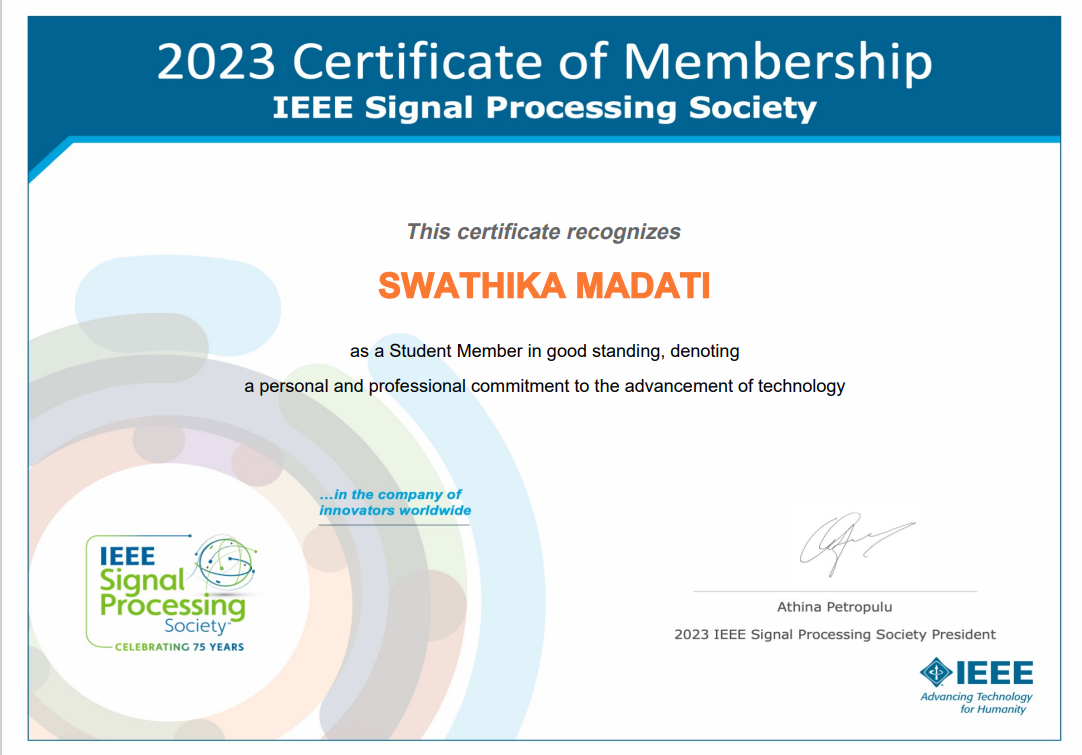 2023 Certificate of Membership
IEEE Signal Processing Society
This certificate recognizes
SWATHIKA MADATI
as a Student Member in good standing, denoting
a personal and professional commitment to the advancement of technology
...in the company of
innovators worldwide
IEEE
Signal
Processing
Society™
CELEBRATING 75 YEARS
Athina Petropulu
2023 IEEE Signal Processing Society President
IEEE
Advancing Technology
for Humanity